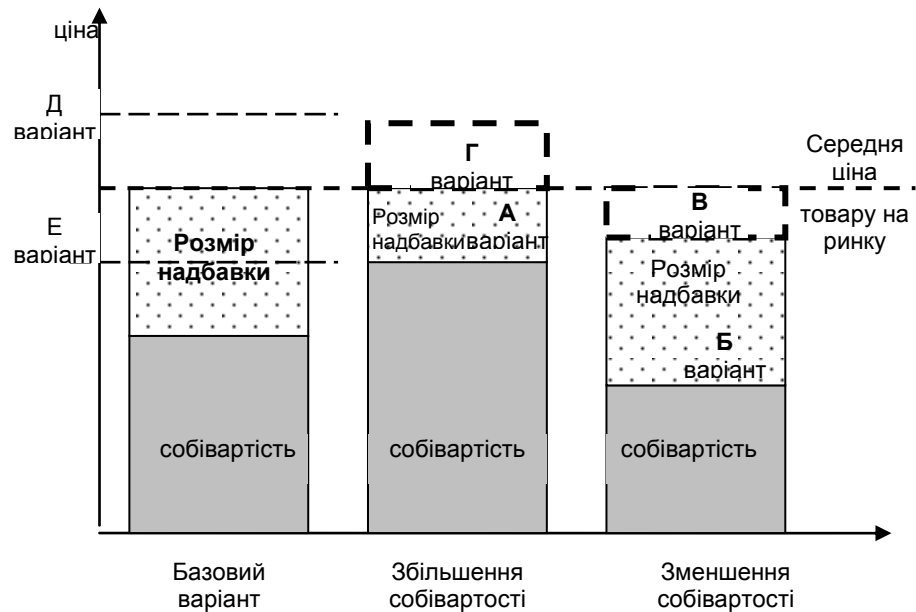 ціна
Д
варіант
Е
варіант
Розмір
надбавки
собівартість
Г
варіант
Розмір А
надбавки варіант
собівартість
В
варіант
Розмір
надбавки
Б
варіант
собівартість
Середня
ціна
товару на
ринку
Базовий
варіант
Збільшення
собівартості
Зменшення
собівартості